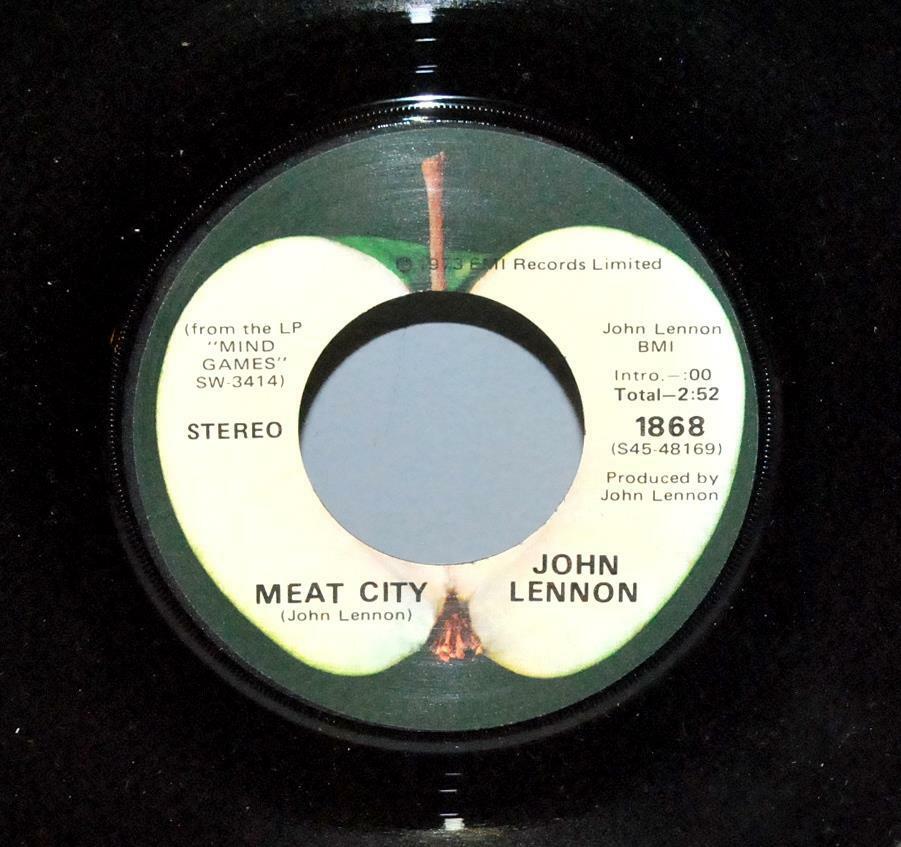 ℗ 1973 EMI Records Limited
(from the LP
"MIND
GAMES"
SW-3414)
STEREO
John Lennon
BMI
Intro.–:00
Total–2:52
1868
(S45-48169)
Produced by
John Lennon
MEAT CITY
(John Lennon)
JOHN
LENNON